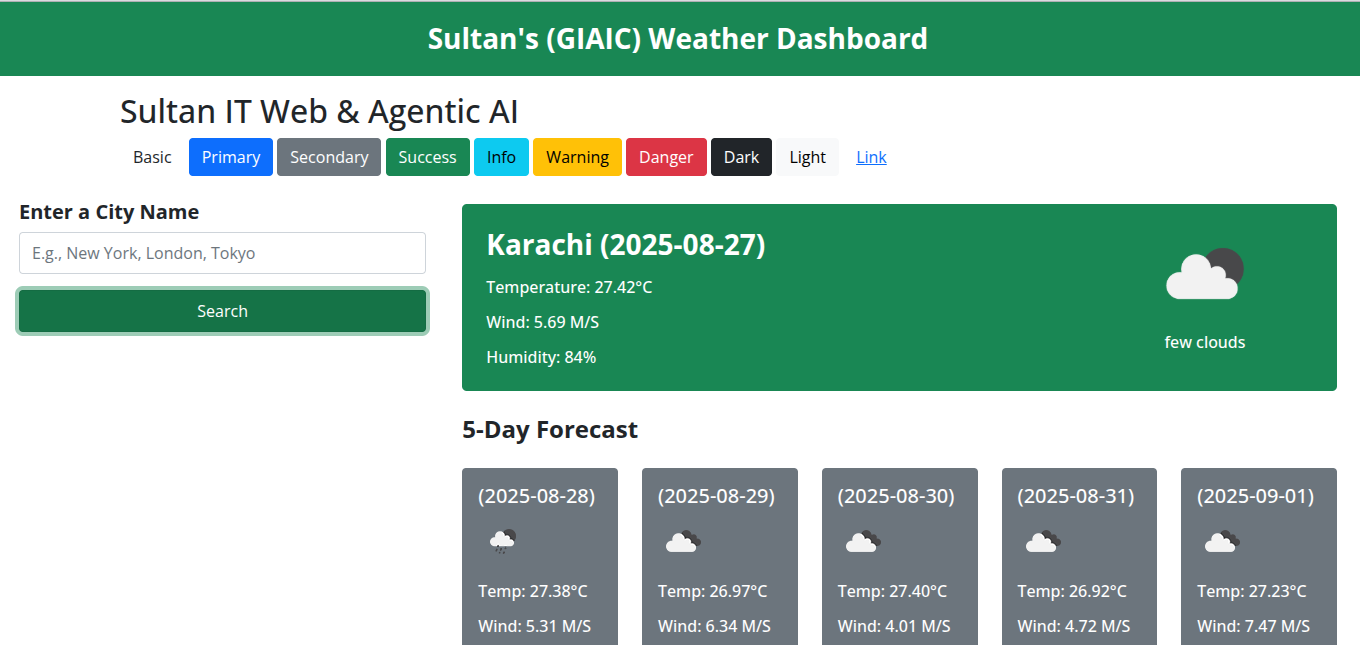 Sultan's (GIAIC) Weather Dashboard
Sultan IT Web & Agentic AI
Basic Primary Secondary Success Info Warning Danger Dark Light Link
Enter a City Name
E.g., New York, London, Tokyo
Search
Karachi (2025-08-27)
Temperature: 27.42°C
Wind: 5.69 M/S
Humidity: 84%
few clouds
5-Day Forecast
(2025-08-28)
Temp: 27.38°C
Wind: 5.31 M/S
(2025-08-29)
Temp: 26.97°C
Wind: 6.34 M/S
(2025-08-30)
Temp: 27.40°C
Wind: 4.01 M/S
(2025-08-31)
Temp: 26.92°C
Wind: 4.72 M/S
(2025-09-01)
Temp: 27.23°C
Wind: 7.47 M/S